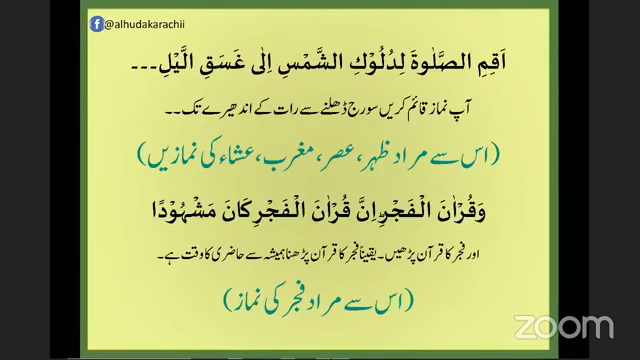 @alhudakarachii
اَقِمِ الصَّلٰوةَ لِدُلُوْكِ الشَّمْسِ اِلٰى غَسَقِ الَّيْلِ۔۔۔
آپ نماز قائم کریں سورج ڈھلنے سے رات کے اندھیرے تک۔۔
(اس سے مراد ظہر، عصر، مغرب، عشاء کی نمازیں)
وَقُرْاٰنَ الْفَجْرِ اِنَّ قُرْاٰنَ الْفَجْرِ كَانَ مَشْهُوْدًا
اور فجر کا قرآن پڑھیں۔ یقیناً فجر کا قرآن پڑھنا ہمیشہ سے حاضری کا وقت ہے۔
(اس سے مراد فجر کی نماز)
zoom